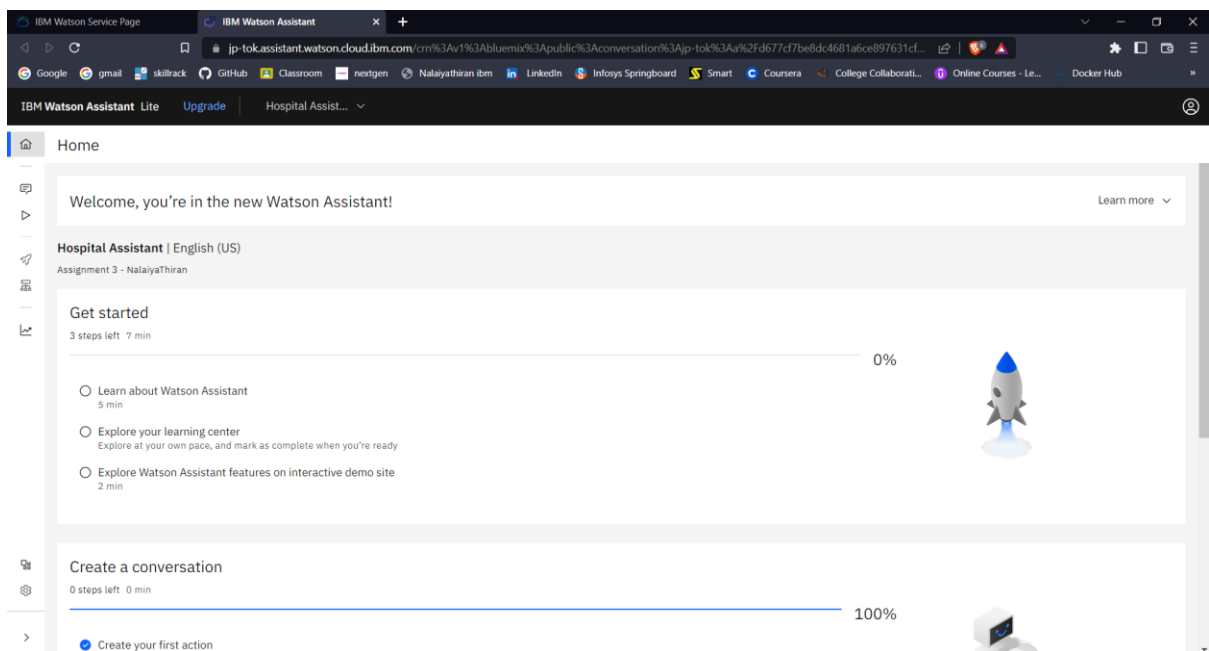 IBM Watson Service Page
IBM Watson Assistant
jp-tok.assistant.watson.cloud.ibm.com/crn%3Av1%3Abluemix%3Apublic%3Aconversation%3Ajp-tok%3Aa%2Fd677cf7be8dc4681a6ce897631cf...
Google gmail skillrack GitHub Classroom nextgen Nalaiyathiran ibm LinkedIn Infosys Springboard Smart Coursera College Collaborati... Online Courses - Le... Docker Hub »
IBM Watson Assistant Lite Upgrade Hospital Assist...
Home
Welcome, you're in the new Watson Assistant!
Learn more
Hospital Assistant | English (US)
Assignment 3 - NalaiyaThiran
Get started
3 steps left 7 min
0%
Learn about Watson Assistant
5 min
Explore your learning center
Explore at your own pace, and mark as complete when you're ready
Explore Watson Assistant features on interactive demo site
2 min
Create a conversation
0 steps left 0 min
100%
Create your first action